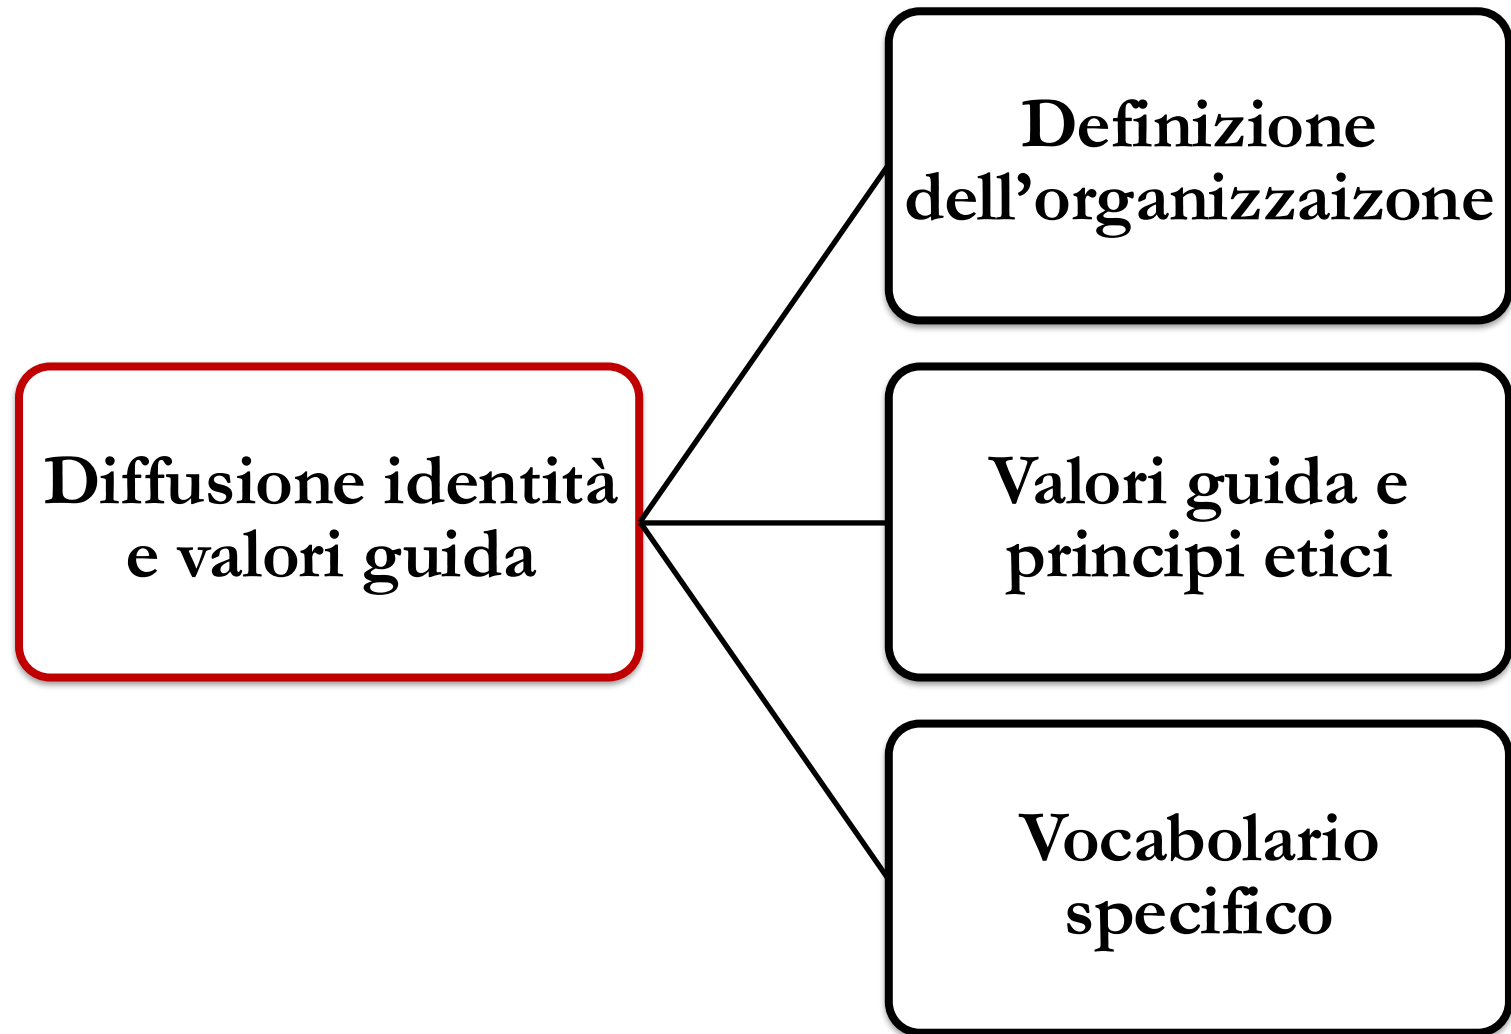 Definizione
dell’organizzaizone
Diffusione identità
e valori guida
Valori guida e
principi etici
Vocabolario
specifico